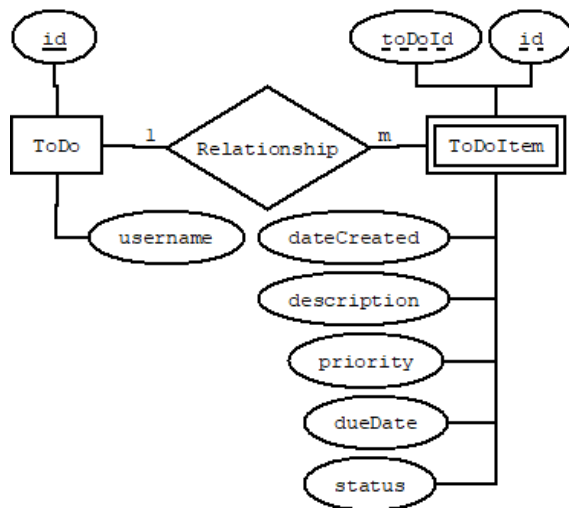 id
toDoId
id
ToDo
1
Relationship
m
ToDoItem
username
dateCreated
description
priority
dueDate
status